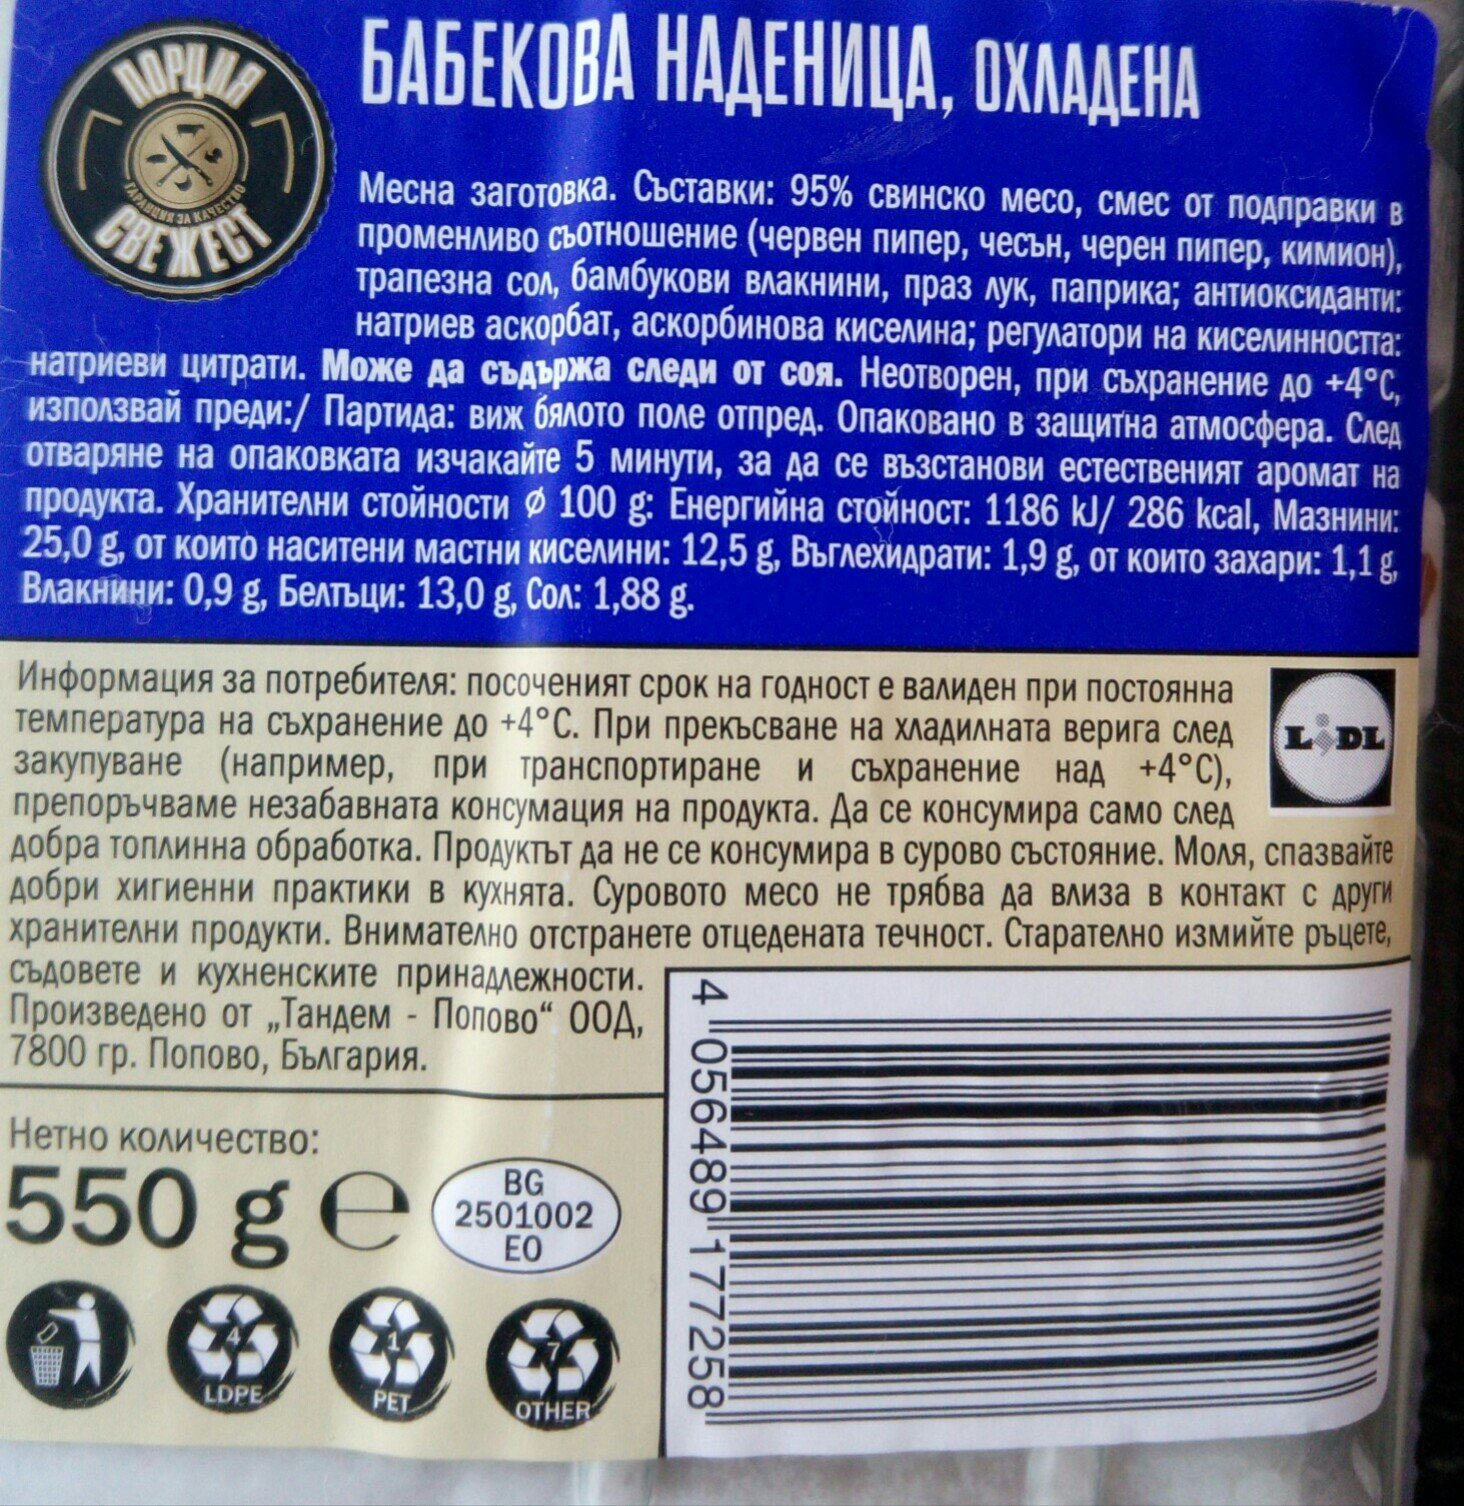 ПОРЦИЯ
ГАРАНЦИЯ ЗА КАЧЕСТВО
СВЕЖЕСТ
БАБЕКОВА НАДЕНИЦА, ОХЛАДЕНА
Месна заготовка. Съставки: 95% свинско месо, смес от подправки в
променливо съотношение (червен пипер, чесън, черен пипер, кимион),
трапезна сол, бамбукови влакнини, праз лук, паприка; антиоксиданти:
натриев аскорбат, аскорбинова киселина; регулатори на киселинността:
натриеви цитрати. Може да съдържа следи от соя. Неотворен, при съхранение до +4°C,
използвай преди:/ Партида: виж бялото поле отпред. Опаковано в защитна атмосфера. След
отваряне на опаковката изчакайте 5 минути, за да се възстанови естественият аромат на
продукта. Хранителни стойности Ø 100 g: Енергийна стойност: 1186 kJ/ 286 kcal, Мазнини:
25,0 g, от които наситени мастни киселини: 12,5 g, Въглехидрати: 1,9 g, от които захари: 1,1 g,
Влакнини: 0,9 g, Белтъци: 13,0 g, Сол: 1,88 g.
Информация за потребителя: посоченият срок на годност е валиден при постоянна
температура на съхранение до +4°C. При прекъсване на хладилната верига след
закупуване (например, при транспортиране и съхранение над +4°C),
препоръчваме незабавната консумация на продукта. Да се консумира само след
добра топлинна обработка. Продуктът да не се консумира в сурово състояние. Моля, спазвайте
добри хигиенни практики в кухнята. Суровото месо не трябва да влиза в контакт с други
хранителни продукти. Внимателно отстранете отцедената течност. Старателно измийте ръцете,
съдовете и кухненските принадлежности.
Произведено от „Тандем - Попово“ ООД,
7800 гр. Попово, България.
LIDL
Нетно количество:
550 g ℮
BG
2501002
EO
4
LDPE
1
PET
7
OTHER
4 056489 177258